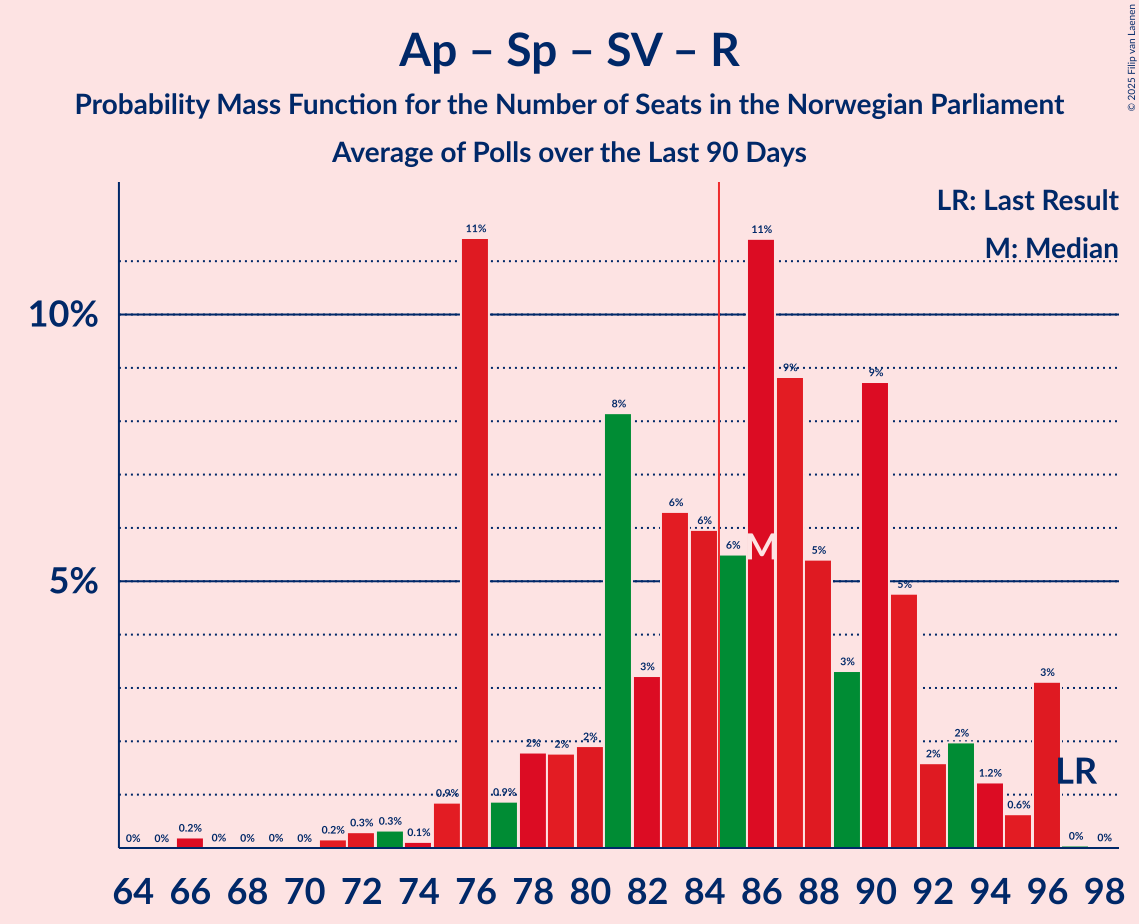 Ap – Sp – SV – R
Probability Mass Function for the Number of Seats in the Norwegian Parliament
Average of Polls over the Last 90 Days
© 2025 Filip van Laenen
LR: Last Result
M: Median
10%
5%
0% 0% 0.2% 0% 0% 0% 0% 0.2% 0.3% 0.3% 0.1% 0.9% 11% 0.9% 2% 2% 2% 8% 3% 6% 6% 6% 11% 9% 5% 3% 9% 5% 2% 2% 1.2% 0.6% 3% 0% 0%
M
LR
64 66 68 70 72 74 76 78 80 82 84 86 88 90 92 94 96 98